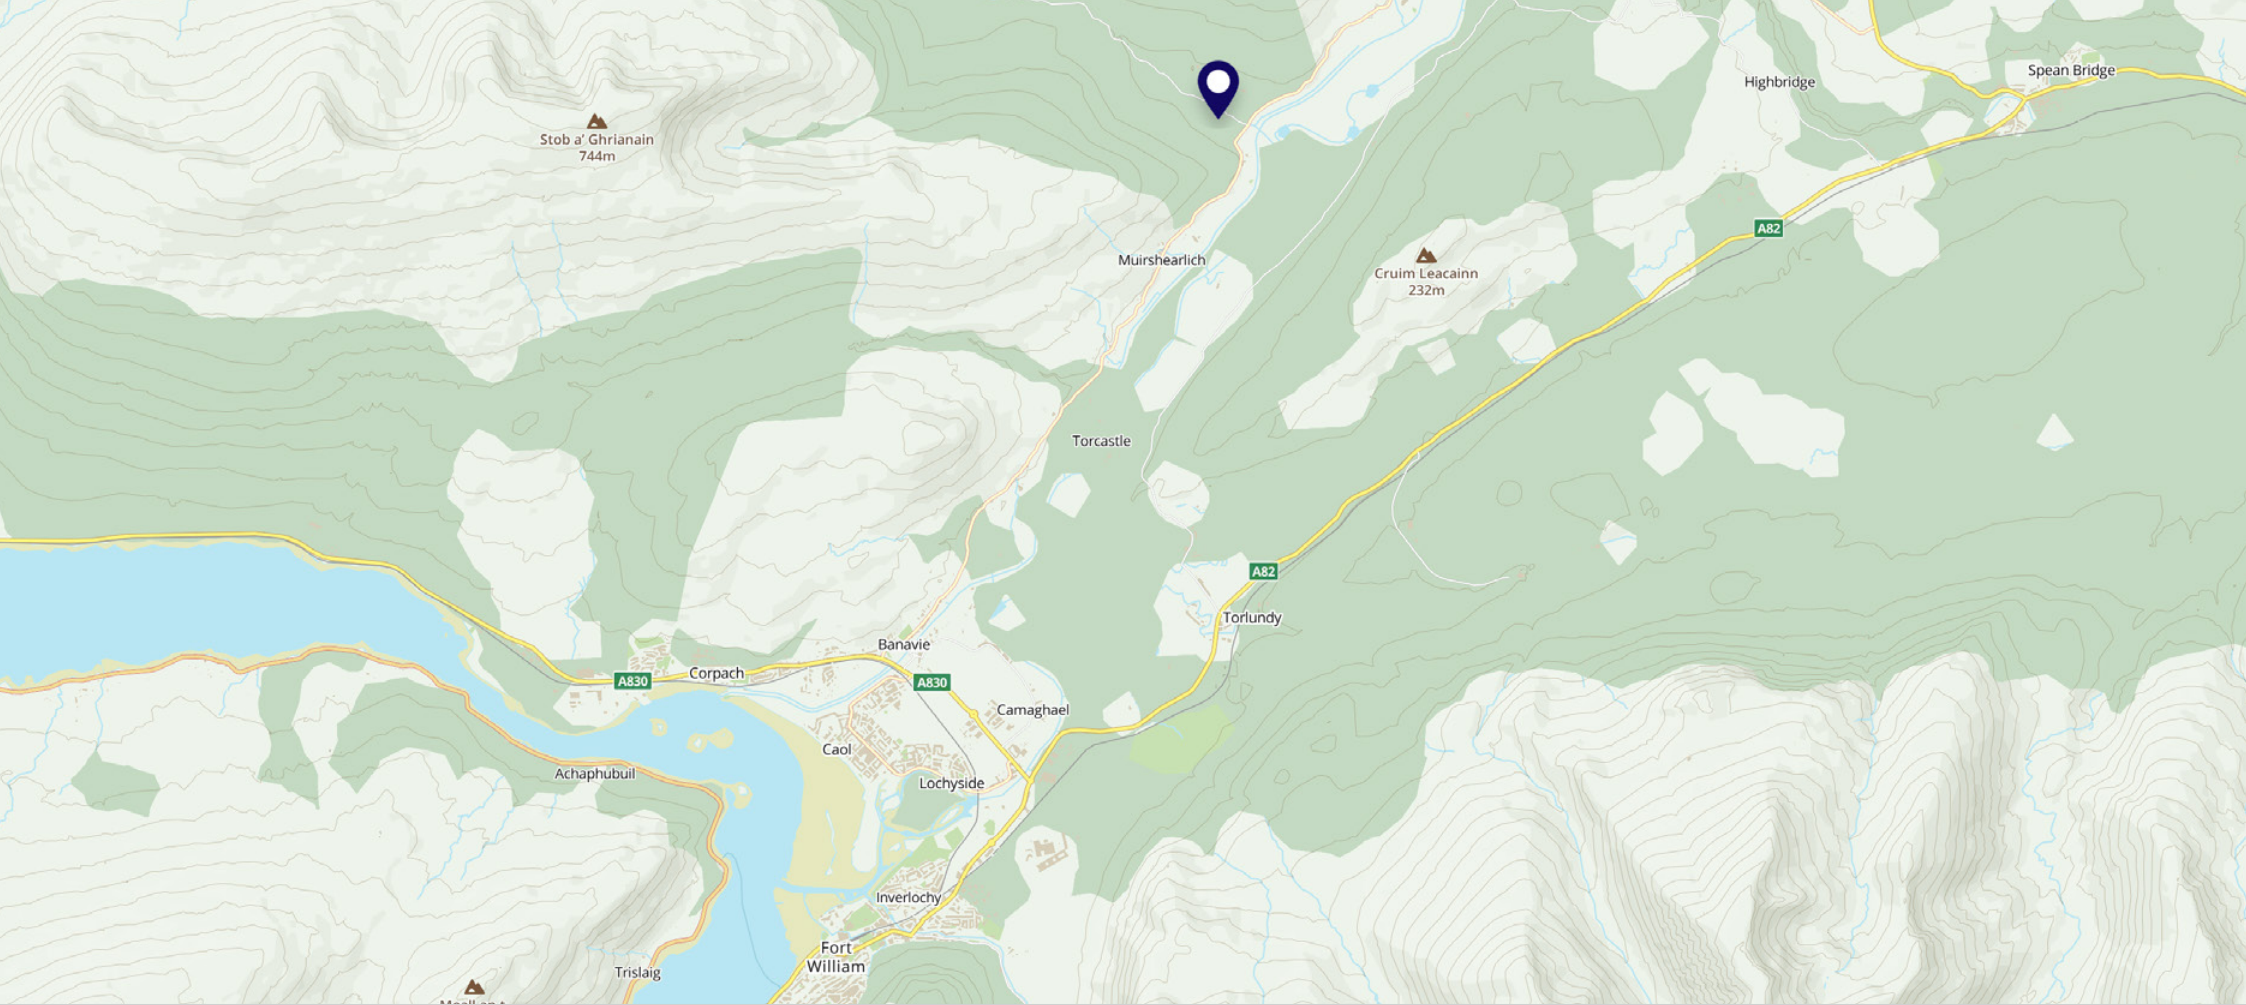 Spean Bridge
Highbridge
Stob a' Ghrianain
744m
A82
Muirshearlich
Cruim Leacainn
232m
Torcastle
A82
Torlundy
Banavie
Corpach
A830
A830
Camaghael
Caol
Achaphubuil
Lochyside
Inverlochy
Fort
William
Trislaig